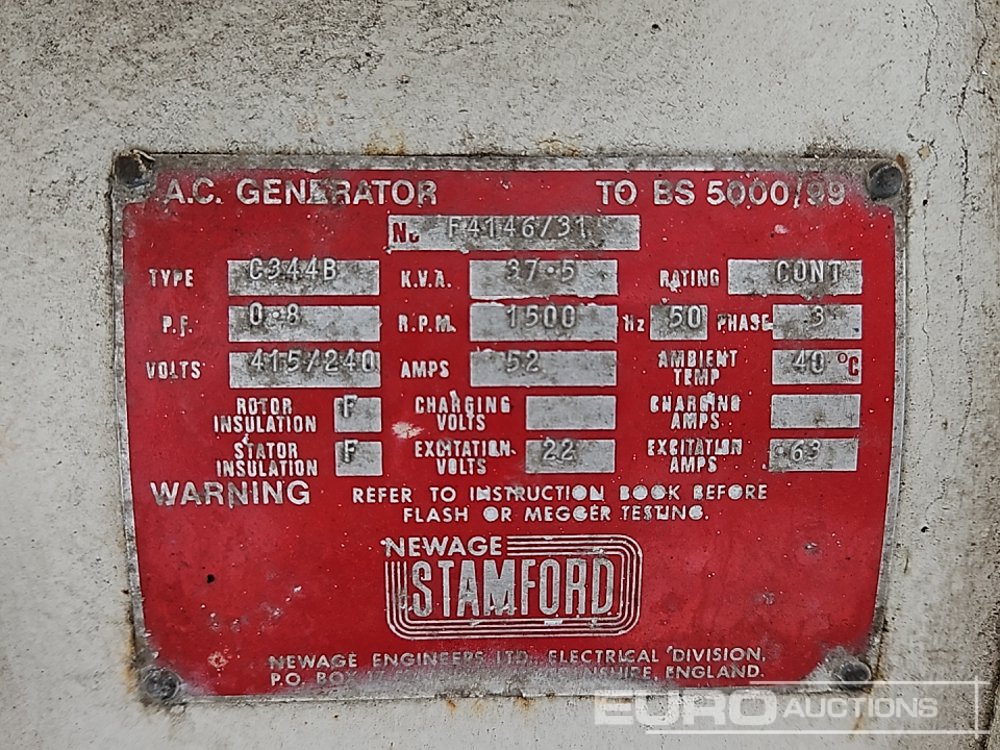 A.C. GENERATOR TO BS 5000/99
No F4146/31
TYPE C344B K.V.A. 37·5 RATING CONT
P.F. 0·8 R.P.M. 1500 Hz 50 PHASE 3
VOLTS 415/240 AMPS 52 AMBIENT TEMP 40 °C
ROTOR INSULATION F CHARGING VOLTS CHARGING AMPS
STATOR INSULATION F EXCITATION VOLTS 22 EXCITATION AMPS ·63
WARNING REFER TO INSTRUCTION BOOK BEFORE
FLASH OR MEGGER TESTING.
NEWAGE
STAMFORD
NEWAGE ENGINEERS LTD., ELECTRICAL DIVISION,
P.O. BOX ENGLAND.
EURO AUCTIONS